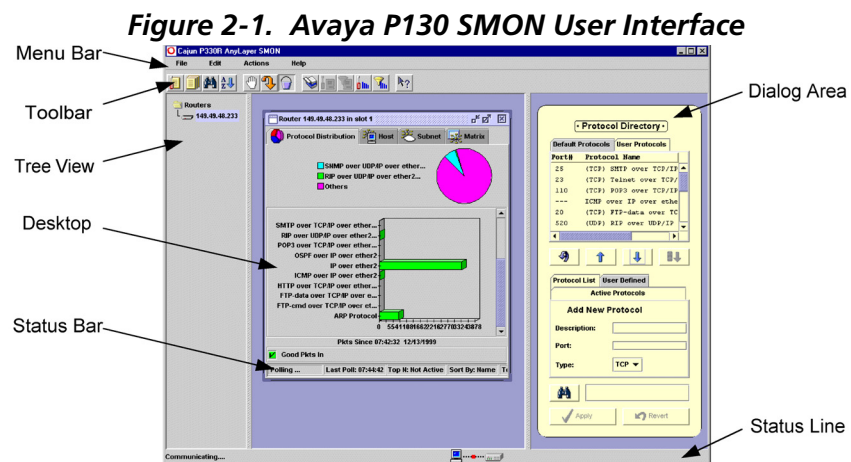 Figure 2-1. Avaya P130 SMON User Interface
Menu Bar
Toolbar
Tree View
Desktop
Status Bar
Dialog Area
Status Line
Cajun P330R AnyLayer SMON
File Edit Actions Help
Routers
149.49.48.233
Router 149.49.48.233 in slot 1
Protocol Distribution Host Subnet Matrix
SNMP over UDP/IP over ether...
RIP over UDP/IP over ether2...
Others
SMTP over TCP/IP over ether...
RIP over UDP/IP over ether2...
POP3 over TCP/IP over ether...
OSPF over IP over ether2
IP over ether2
ICMP over IP over ether2
HTTP over TCP/IP over ether...
FTP-data over TCP/IP over e...
FTP-cmd over TCP/IP over et...
ARP Protocol
0 55411081662216277033243878
Pkts Since 07:42:32 12/13/1999
Good Pkts In
Polling ... Last Poll: 07:44:42 Top N: Not Active Sort By: Name
Protocol Directory
Default Protocols User Protocols
Port# Protocol Name
25 (TCP) SMTP over TCP/IP
23 (TCP) Telnet over TCP/
110 (TCP) POP3 over TCP/IP
--- ICMP over IP over ethe
20 (TCP) FTP-data over TC
520 (UDP) RIP over UDP/IP
Protocol List User Defined
Active Protocols
Add New Protocol
Description:
Port:
Type: TCP
Apply Revert
Communicating....